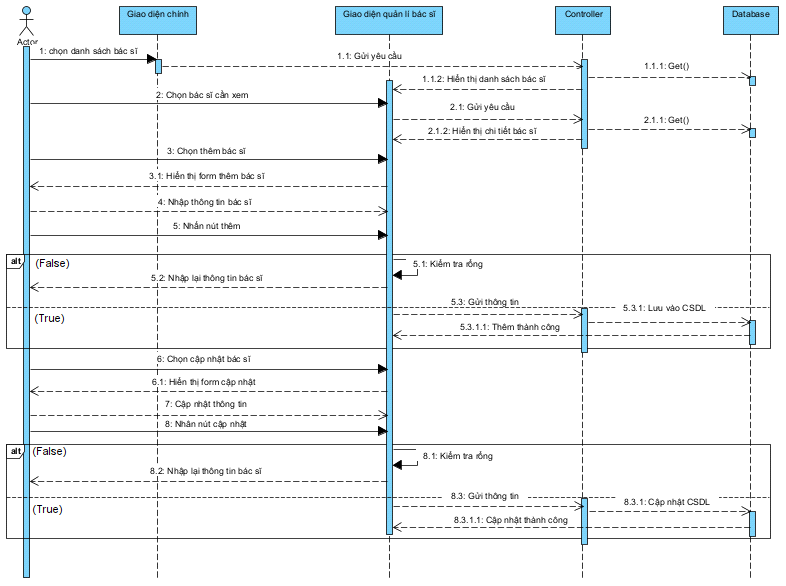 Giao diện chính
Giao diện quản lí bác sĩ
Controller
Database
Actor
1: chọn danh sách bác sĩ
1.1: Gửi yêu cầu
1.1.1: Get()
1.1.2: Hiển thị danh sách bác sĩ
2: Chọn bác sĩ cần xem
2.1: Gửi yêu cầu
2.1.1: Get()
2.1.2: Hiển thị chi tiết bác sĩ
3: Chọn thêm bác sĩ
3.1: Hiển thị form thêm bác sĩ
4: Nhập thông tin bác sĩ
5: Nhấn nút thêm
alt
(False)
5.1: Kiểm tra rỗng
5.2: Nhập lại thông tin bác sĩ
5.3: Gửi thông tin
5.3.1: Lưu vào CSDL
(True)
5.3.1.1: Thêm thành công
6: Chọn cập nhật bác sĩ
6.1: Hiển thị form cập nhật
7: Cập nhật thông tin
8: Nhấn nút cập nhật
alt
(False)
8.1: Kiểm tra rỗng
8.2: Nhập lại thông tin bác sĩ
8.3: Gửi thông tin
8.3.1: Cập nhật CSDL
(True)
8.3.1.1: Cập nhật thành công